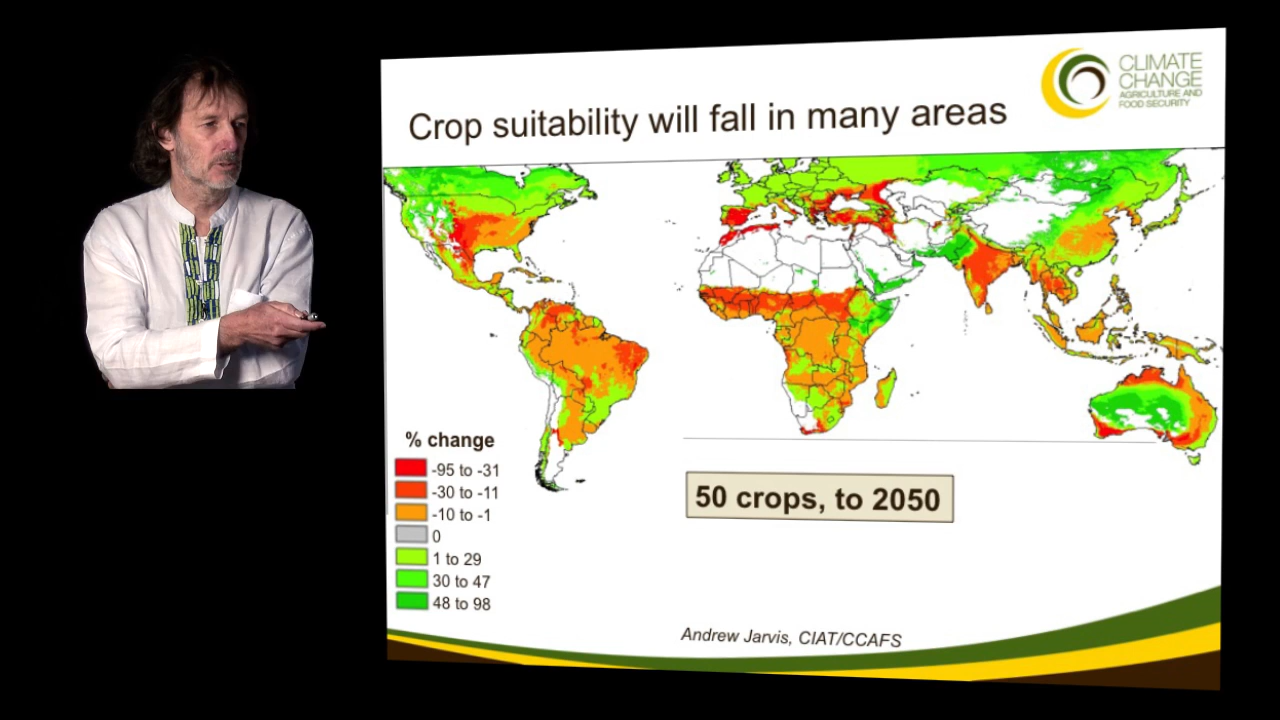 CLIMATE
CHANGE
AGRICULTURE AND
FOOD SECURITY
Crop suitability will fall in many areas
% change
-95 to -31
-30 to -11
-10 to -1
0
1 to 29
30 to 47
48 to 98
50 crops, to 2050
Andrew Jarvis, CIAT/CCAFS